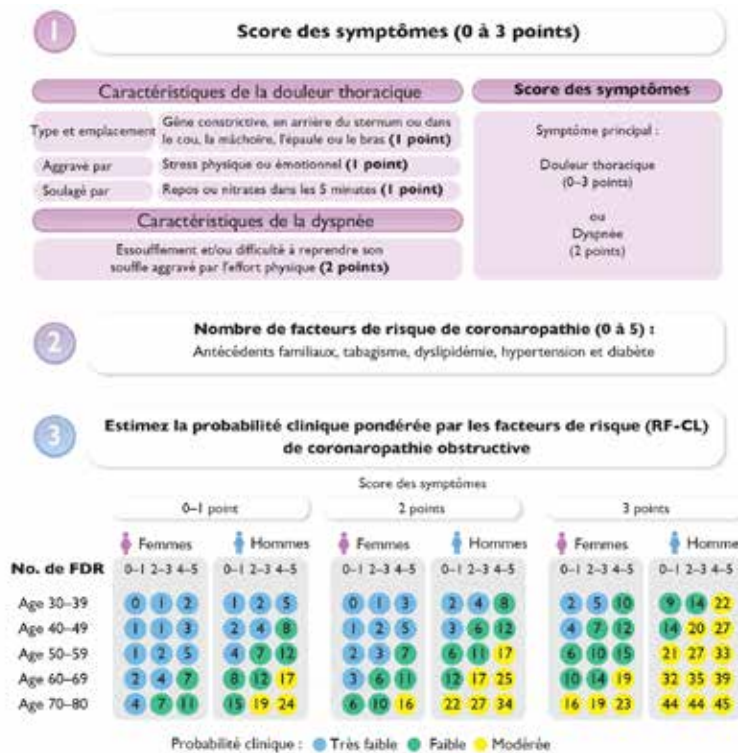 1
Score des symptômes (0 à 3 points)
Caractéristiques de la douleur thoracique
Score des symptômes
Type et emplacement
Gêne constrictive, en arrière du sternum ou dans
le cou, la mâchoire, l'épaule ou le bras (1 point)
Aggravé par
Stress physique ou émotionnel (1 point)
Soulagé par
Repos ou nitrates dans les 5 minutes (1 point)
Symptôme principal :
Douleur thoracique
(0–3 points)
ou
Dyspnée
(2 points)
Caractéristiques de la dyspnée
Essoufflement et/ou difficulté à reprendre son
souffle aggravé par l'effort physique (2 points)
2
Nombre de facteurs de risque de coronaropathie (0 à 5) :
Antécédents familiaux, tabagisme, dyslipidémie, hypertension et diabète
3
Estimez la probabilité clinique pondérée par les facteurs de risque (RF-CL)
de coronaropathie obstructive
Score des symptômes
0–1 point 2 points 3 points
Femmes Hommes Femmes Hommes Femmes Hommes
No. de FDR 0–1 2–3 4–5 0–1 2–3 4–5 0–1 2–3 4–5 0–1 2–3 4–5 0–1 2–3 4–5 0–1 2–3 4–5
Age 30–39 0 1 2 1 2 5 0 1 3 2 4 8 2 5 10 9 14 22
Age 40–49 1 1 3 2 4 8 1 2 5 3 6 12 4 7 12 14 20 27
Age 50–59 1 2 5 4 7 12 2 3 7 6 11 17 6 10 15 21 27 33
Age 60–69 2 4 7 8 12 17 3 6 11 12 17 25 10 14 19 32 35 39
Age 70–80 4 7 11 15 19 24 6 10 16 22 27 34 16 19 23 44 44 45
Probabilité clinique : Très faible Faible Modérée